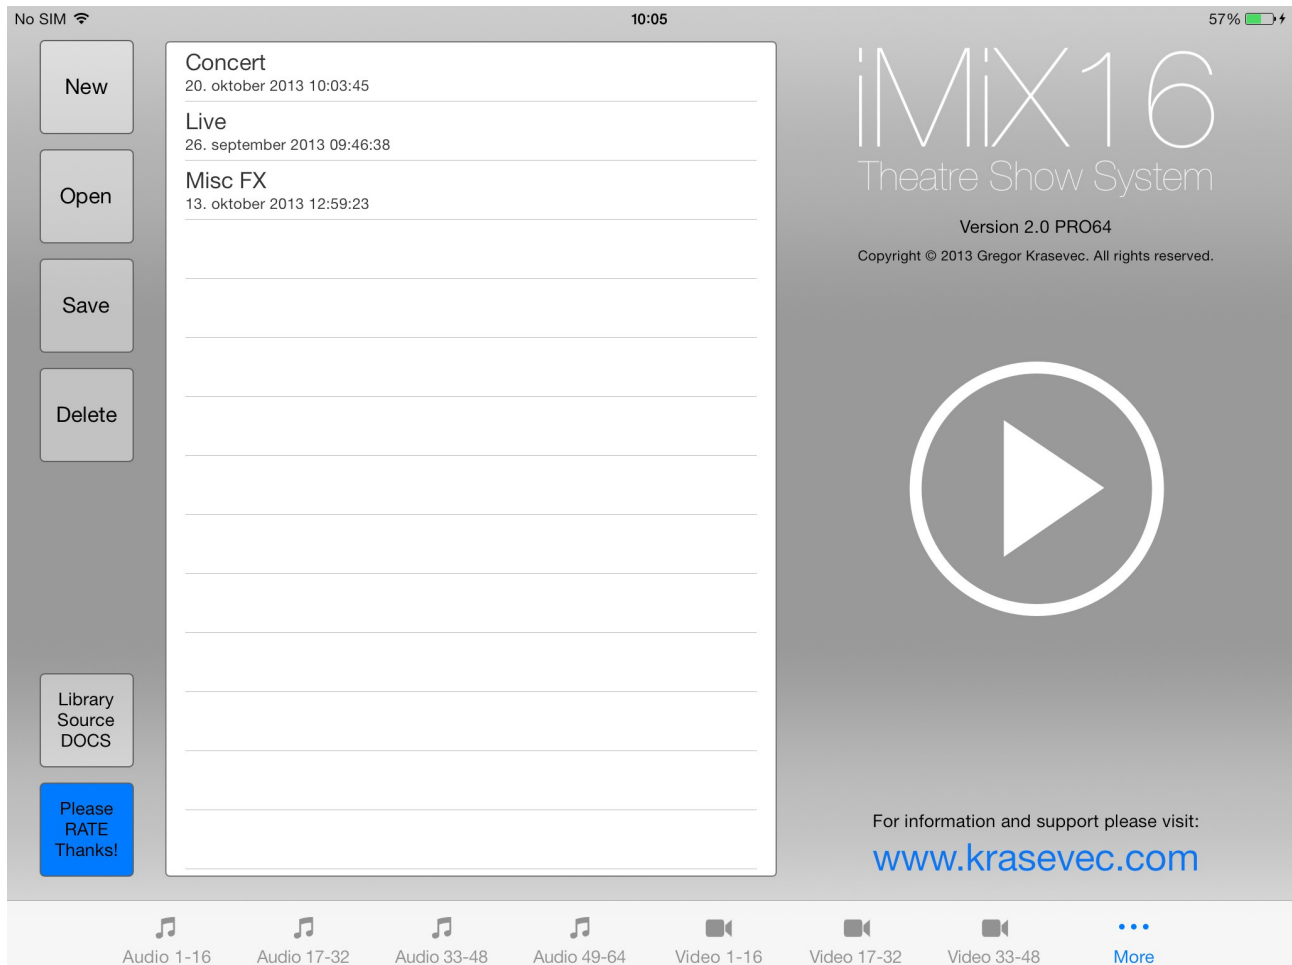 No SIM
10:05
57%
New
Open
Save
Delete
Library
Source
DOCS
Please
RATE
Thanks!
Concert
20. oktober 2013 10:03:45
Live
26. september 2013 09:46:38
Misc FX
13. oktober 2013 12:59:23
iMiX16
Theatre Show System
Version 2.0 PRO64
Copyright © 2013 Gregor Krasevec. All rights reserved.
For information and support please visit:
www.krasevec.com
Audio 1-16
Audio 17-32
Audio 33-48
Audio 49-64
Video 1-16
Video 17-32
Video 33-48
More